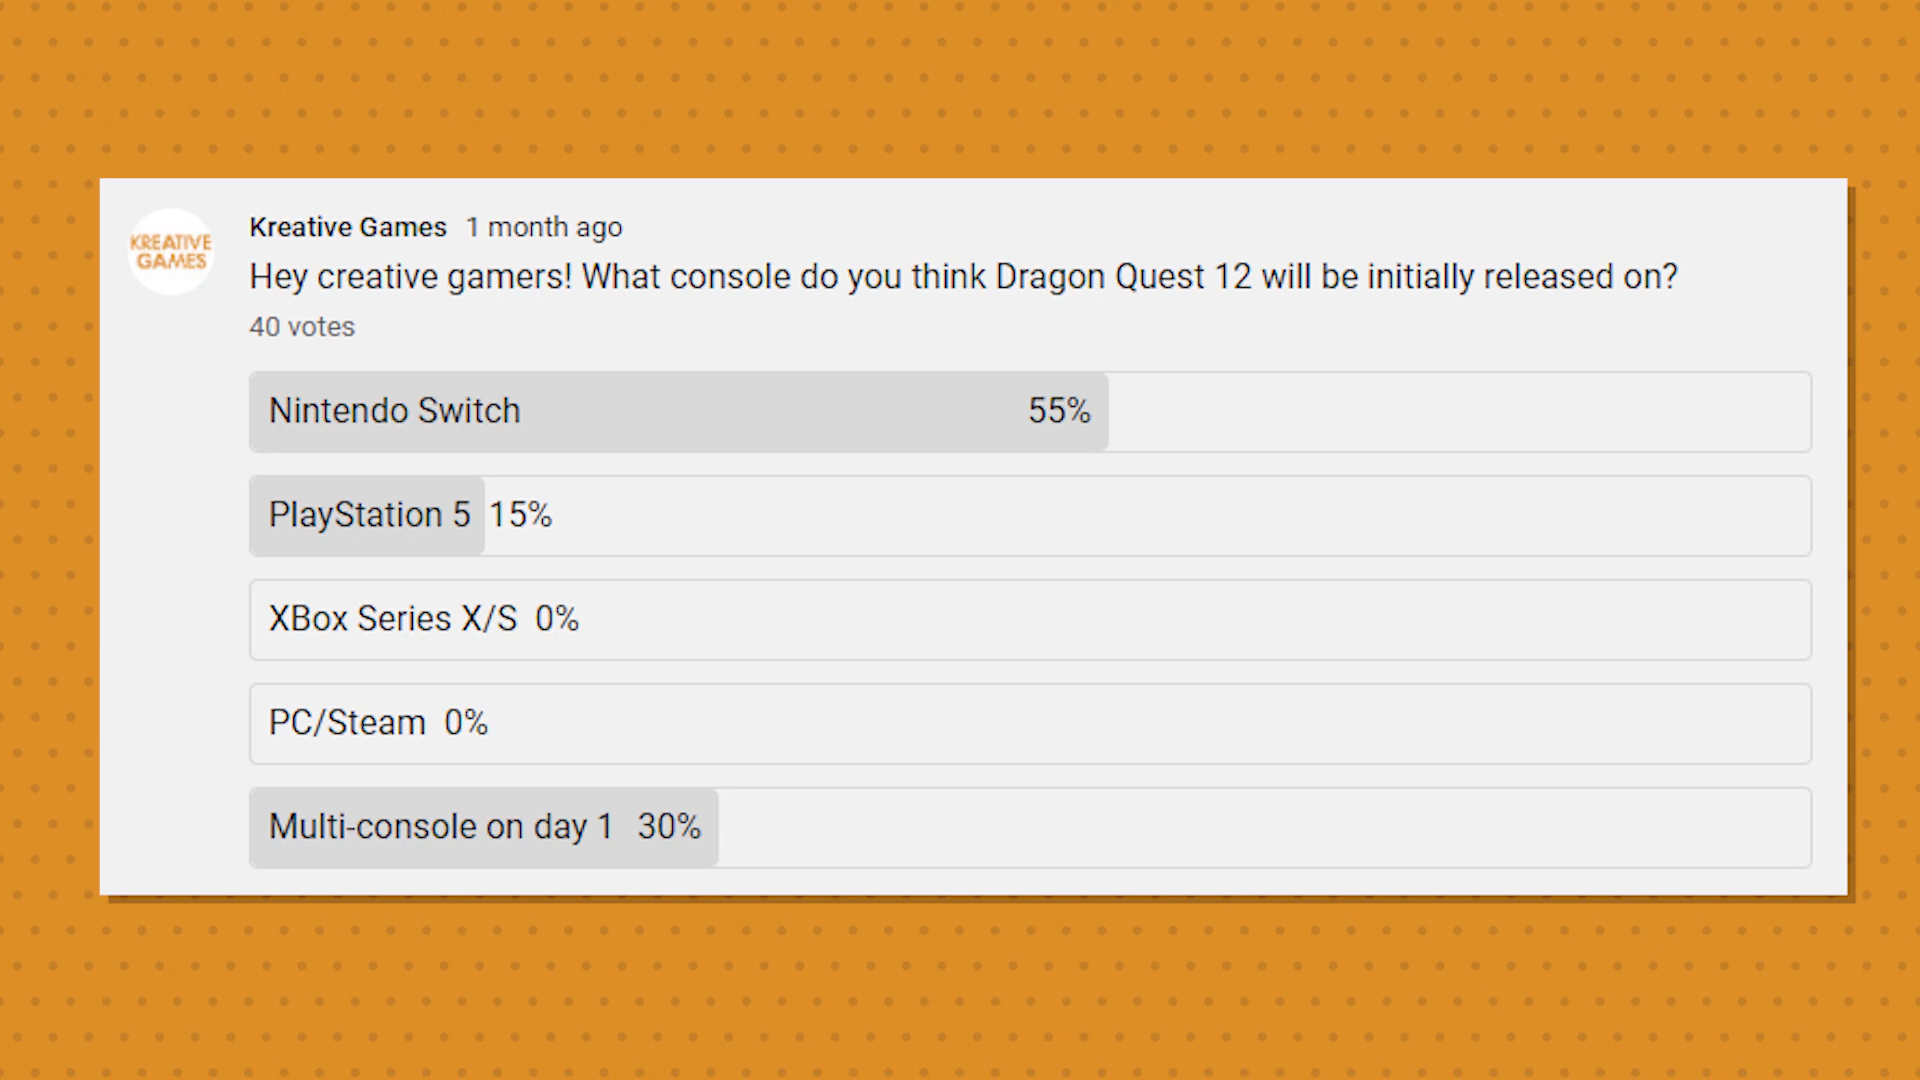 KREATIVE
GAMES
Kreative Games 1 month ago
Hey creative gamers! What console do you think Dragon Quest 12 will be initially released on?
40 votes
Nintendo Switch 55%
PlayStation 5 15%
XBox Series X/S 0%
PC/Steam 0%
Multi-console on day 1 30%